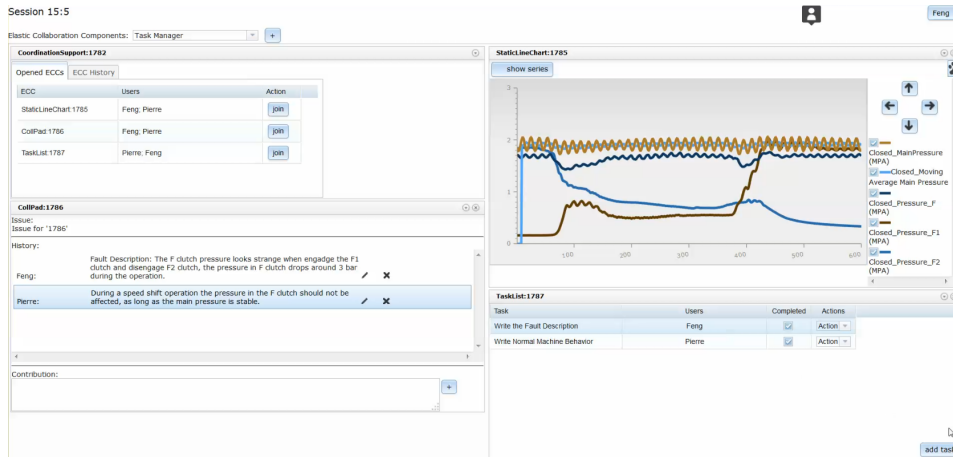 Session 15:5
Feng
Elastic Collaboration Components: Task Manager
+
CoordinationSupport:1782
Opened ECCs ECC History
ECC Users Action
StaticLineChart:1785 Feng; Pierre join
CollPad:1786 Feng; Pierre join
TaskList:1787 Pierre; Feng join
CollPad:1786
Issue:
Issue for '1786'
History:
Feng:
Fault Description: The F clutch pressure looks strange when engadge the F1
clutch and disengage F2 clutch, the pressure in F clutch drops around 3 bar
during the operation.
Pierre:
During a speed shift operation the pressure in the F clutch should not be
affected, as long as the main pressure is stable.
Contribution:
+
StaticLineChart:1785
show series
3
2
1
0
100 200 300 400 500 600
Closed_MainPressure
(MPA)
Closed_Moving
Average Main Pressure
Closed_Pressure_F
(MPA)
Closed_Pressure_F1
(MPA)
Closed_Pressure_F2
(MPA)
TaskList:1787
Task Users Completed Actions
Write the Fault Description Feng Action
Write Normal Machine Behavior Pierre Action
add task